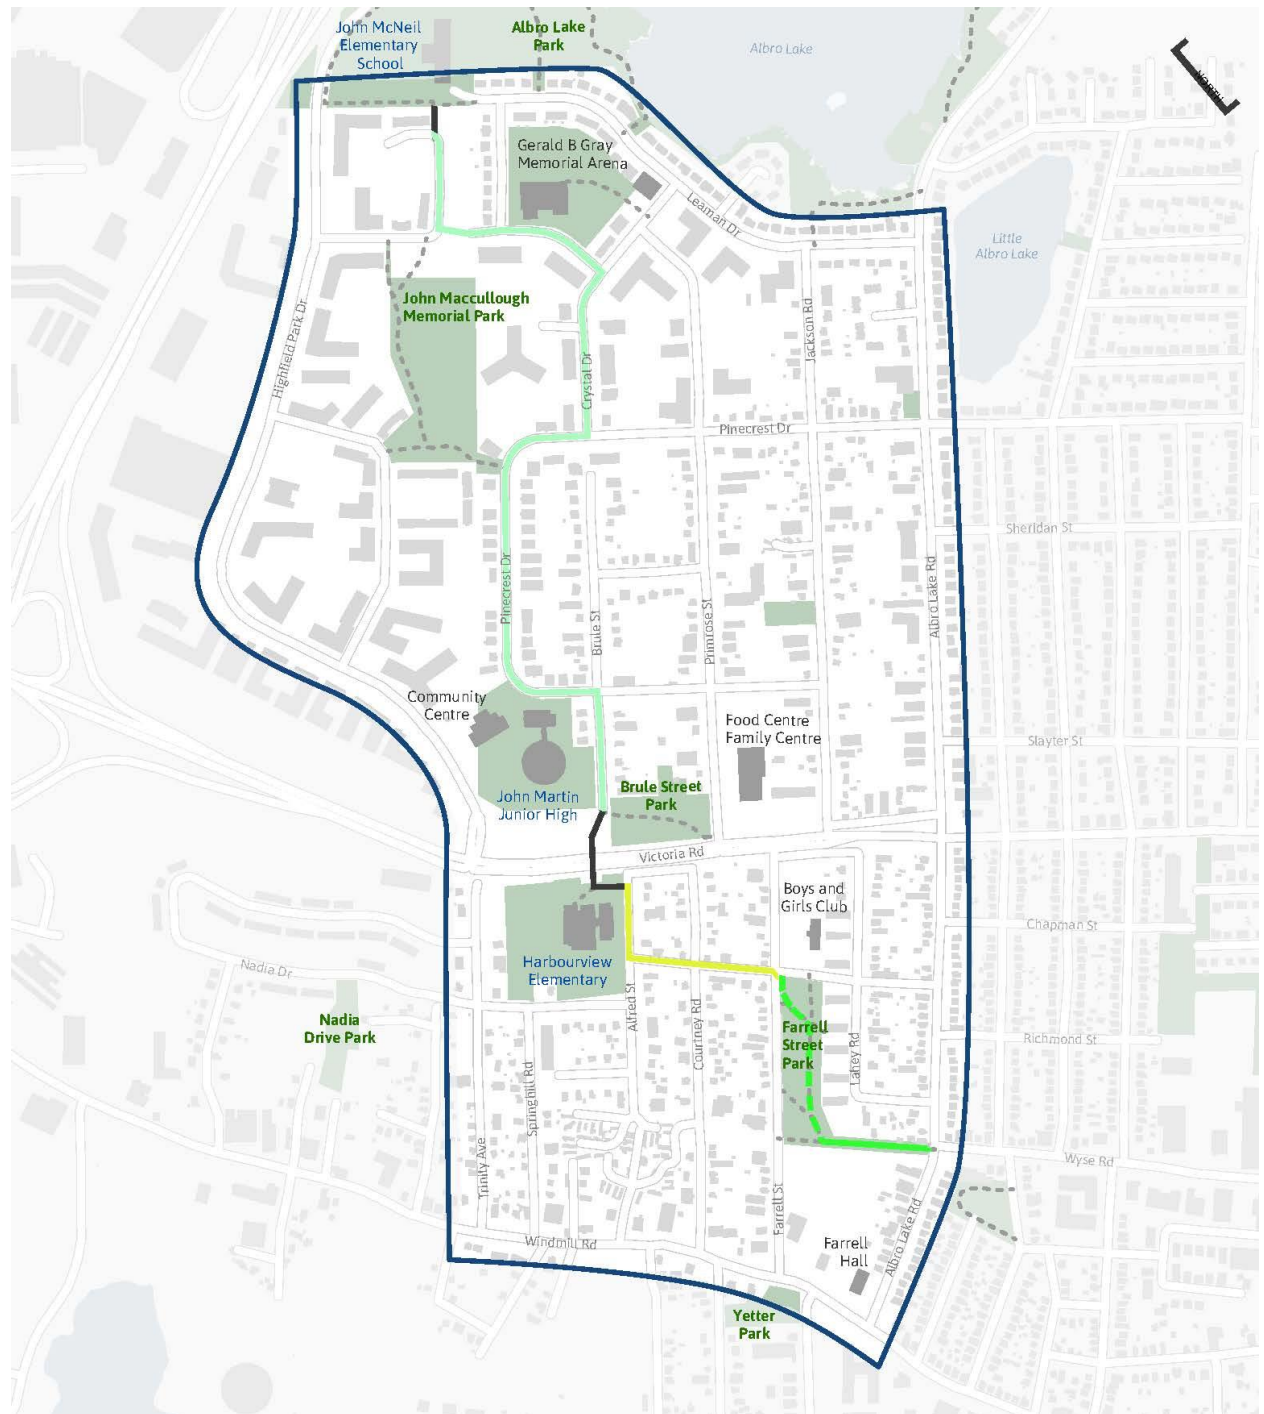 John McNeil
Elementary
School
Albro Lake
Park
Albro Lake
NORTH
Gerald B Gray
Memorial Arena
Leaman Dr
Little
Albro Lake
John Maccullough
Memorial Park
Highfield Park Dr
Crystal Dr
Jackson Rd
Pinecrest Dr
Sheridan St
Pinecrest Dr
Brule St
Primrose St
Albro Lake Rd
Community
Centre
Food Centre
Family Centre
Slayter St
John Martin
Junior High
Brule Street
Park
Victoria Rd
Boys and
Girls Club
Chapman St
Harbourview
Elementary
Nadia Dr
Nadia
Drive Park
Alfred St
Courtney Rd
Farrell
Street
Park
Lahey Rd
Richmond St
Springhill Rd
Trinity Ave
Wyse Rd
Farrell St
Windmill Rd
Farrell
Hall
Albro Lake Rd
Yetter
Park